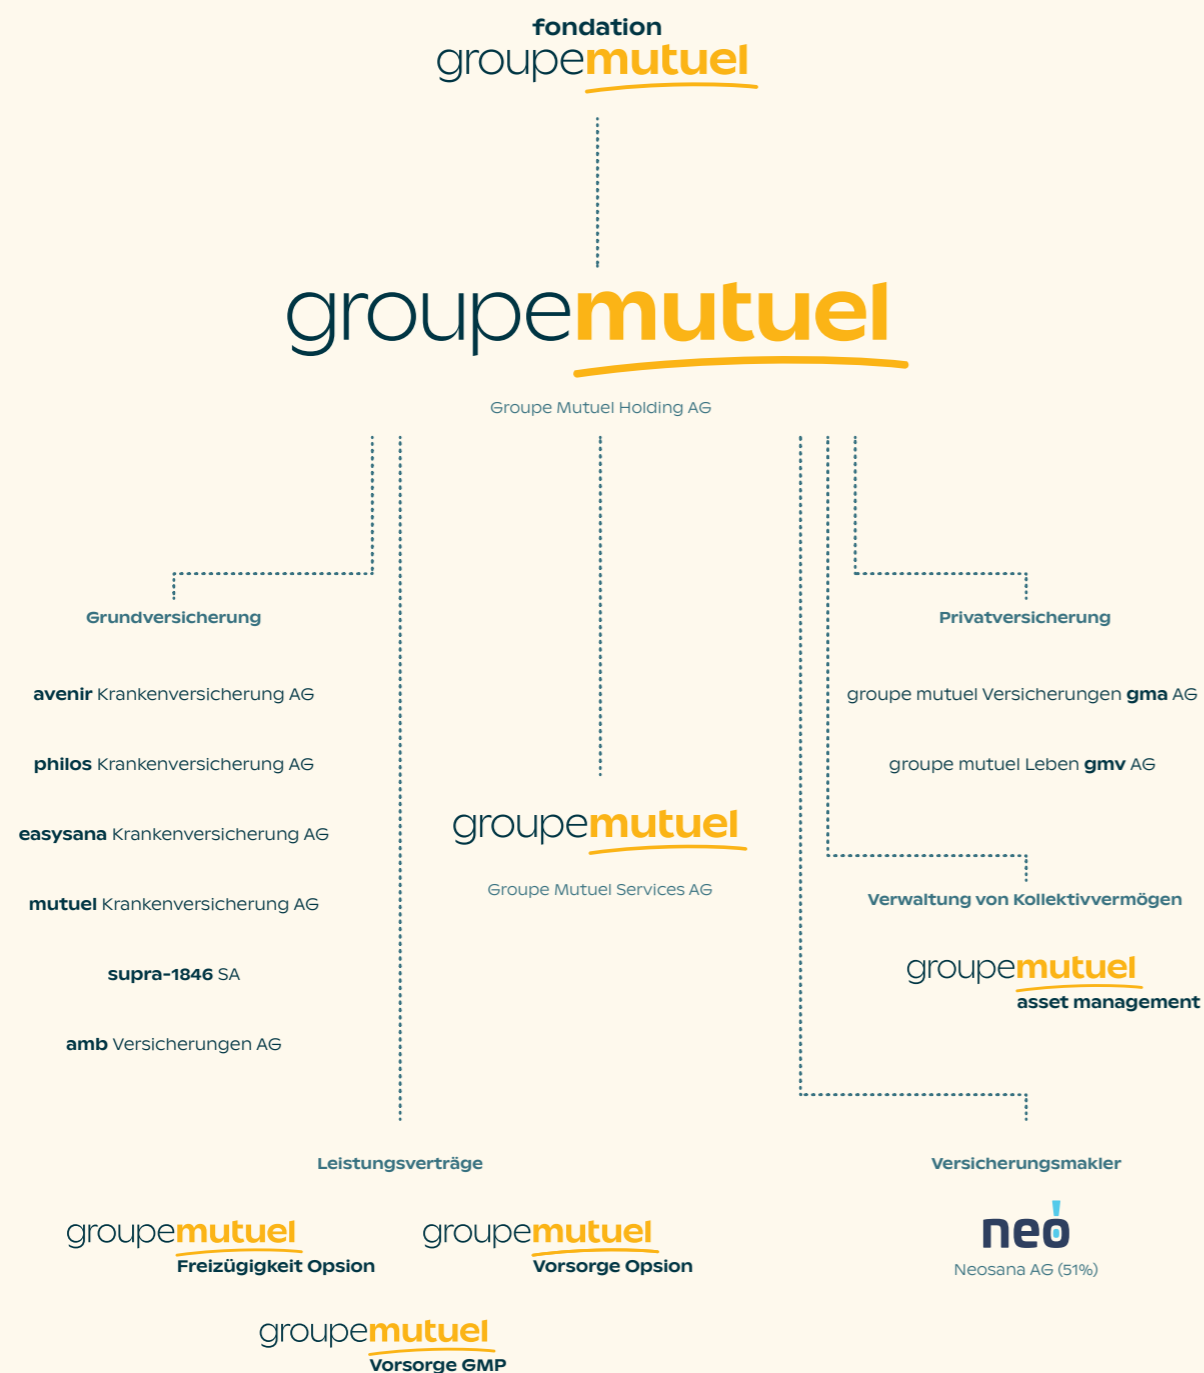 fondation
groupemutuel
groupemutuel
Groupe Mutuel Holding AG
Grundversicherung
avenir Krankenversicherung AG
philos Krankenversicherung AG
easysana Krankenversicherung AG
mutuel Krankenversicherung AG
supra-1846 SA
amb Versicherungen AG
groupemutuel
Groupe Mutuel Services AG
Privatversicherung
groupe mutuel Versicherungen gma AG
groupe mutuel Leben gmv AG
Verwaltung von Kollektivvermögen
groupemutuel
asset management
Leistungsverträge
groupemutuel
Freizügigkeit Opsion
groupemutuel
Vorsorge Opsion
groupemutuel
Vorsorge GMP
Versicherungsmakler
neo
Neosana AG (51%)